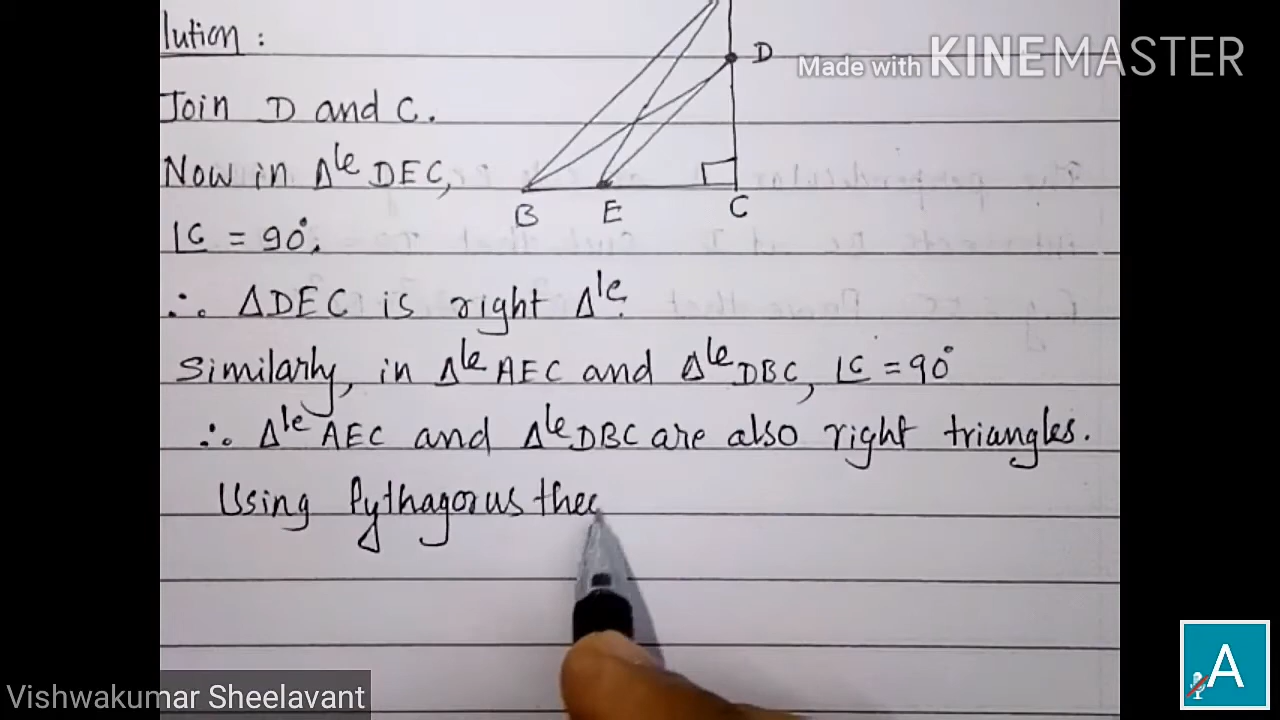 lution :
D
Made with KINEMASTER
Join D and C.
Now in Δle DEC,
B E C
∠C = 90°.
∴ ΔDEC is right Δle.
Similarly, in Δle AEC and Δle DBC, ∠C = 90°
∴ Δle AEC and Δle DBC are also right triangles.
Using Pythagorus theo
Vishwakumar Sheelavant
A